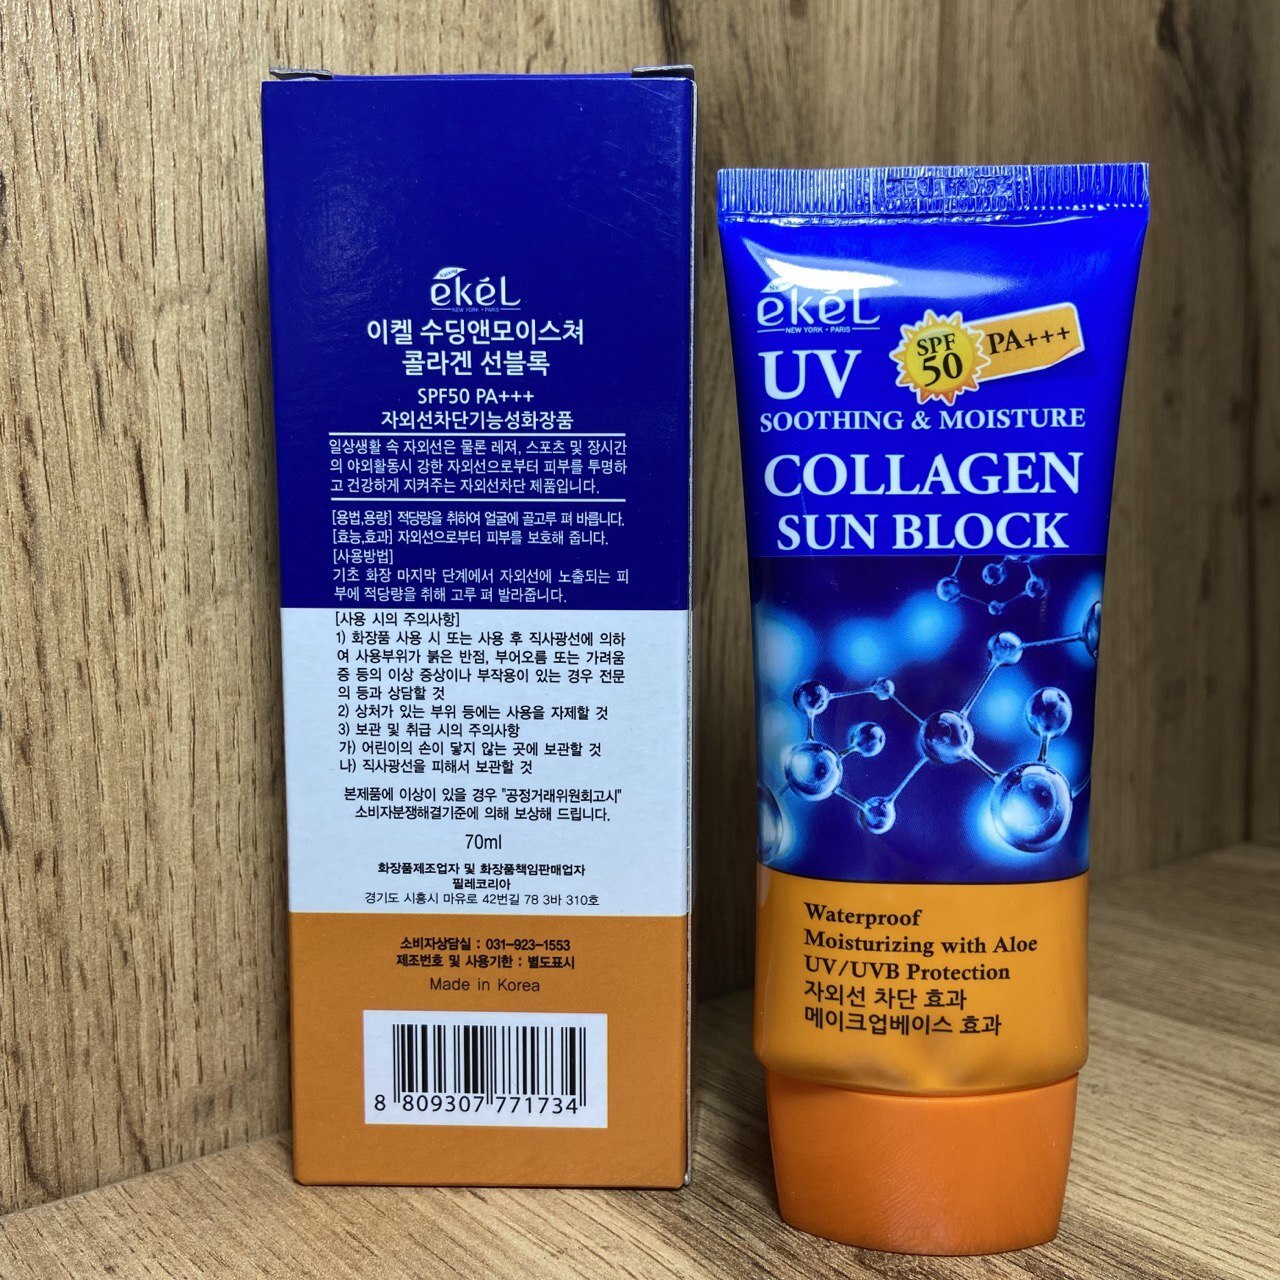 Natural
ekeL
NEW YORK • PARIS
이켈 수딩앤모이스쳐
콜라겐 선블록
SPF50 PA+++
자외선차단기능성화장품
일상생활 속 자외선은 물론 레져, 스포츠 및 장시간
의 야외활동시 강한 자외선으로부터 피부를 투명하
고 건강하게 지켜주는 자외선차단 제품입니다.
[용법,용량] 적당량을 취하여 얼굴에 골고루 펴 바릅니다.
[효능,효과] 자외선으로부터 피부를 보호해 줍니다.
[사용방법]
기초 화장 마지막 단계에서 자외선에 노출되는 피
부에 적당량을 취해 고루 펴 발라줍니다.
[사용 시의 주의사항]
1) 화장품 사용 시 또는 사용 후 직사광선에 의하
여 사용부위가 붉은 반점, 부어오름 또는 가려움
증 등의 이상 증상이나 부작용이 있는 경우 전문
의 등과 상담할 것
2) 상처가 있는 부위 등에는 사용을 자제할 것
3) 보관 및 취급 시의 주의사항
가) 어린이의 손이 닿지 않는 곳에 보관할 것
나) 직사광선을 피해서 보관할 것
본제품에 이상이 있을 경우 "공정거래위원회고시"
소비자분쟁해결기준에 의해 보상해 드립니다.
70ml
화장품제조업자 및 화장품책임판매업자
필레코리아
경기도 시흥시 마유로 42번길 78 3바 310호
소비자상담실 : 031-923-1553
제조번호 및 사용기한 : 별도표시
Made in Korea
8 809307 771734
ekeL
NEW YORK • PARIS
UV
SPF
50
PA+++
SOOTHING & MOISTURE
COLLAGEN
SUN BLOCK
Waterproof
Moisturizing with Aloe
UV/UVB Protection
자외선 차단 효과
메이크업베이스 효과